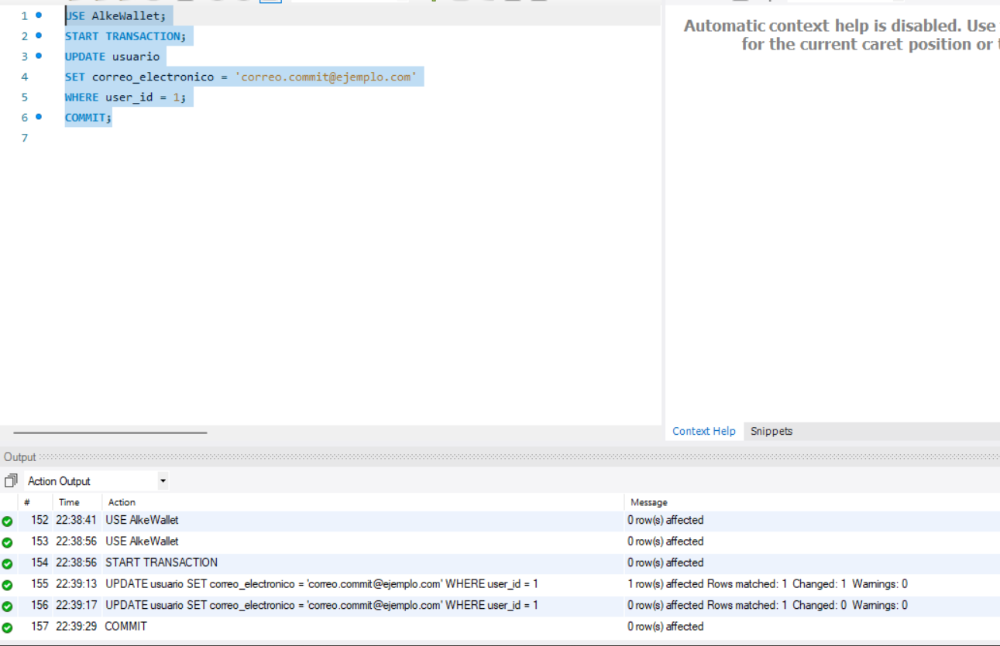 1 USE AlkeWallet;
2 START TRANSACTION;
3 UPDATE usuario
4 SET correo_electronico = 'correo.commit@ejemplo.com'
5 WHERE user_id = 1;
6 COMMIT;
7
Automatic context help is disabled. Use
for the current caret position or
Context Help Snippets
Output
Action Output
# Time Action Message
152 22:38:41 USE AlkeWallet 0 row(s) affected
153 22:38:56 USE AlkeWallet 0 row(s) affected
154 22:38:56 START TRANSACTION 0 row(s) affected
155 22:39:13 UPDATE usuario SET correo_electronico = 'correo.commit@ejemplo.com' WHERE user_id = 1 1 row(s) affected Rows matched: 1 Changed: 1 Warnings: 0
156 22:39:17 UPDATE usuario SET correo_electronico = 'correo.commit@ejemplo.com' WHERE user_id = 1 0 row(s) affected Rows matched: 1 Changed: 0 Warnings: 0
157 22:39:29 COMMIT 0 row(s) affected